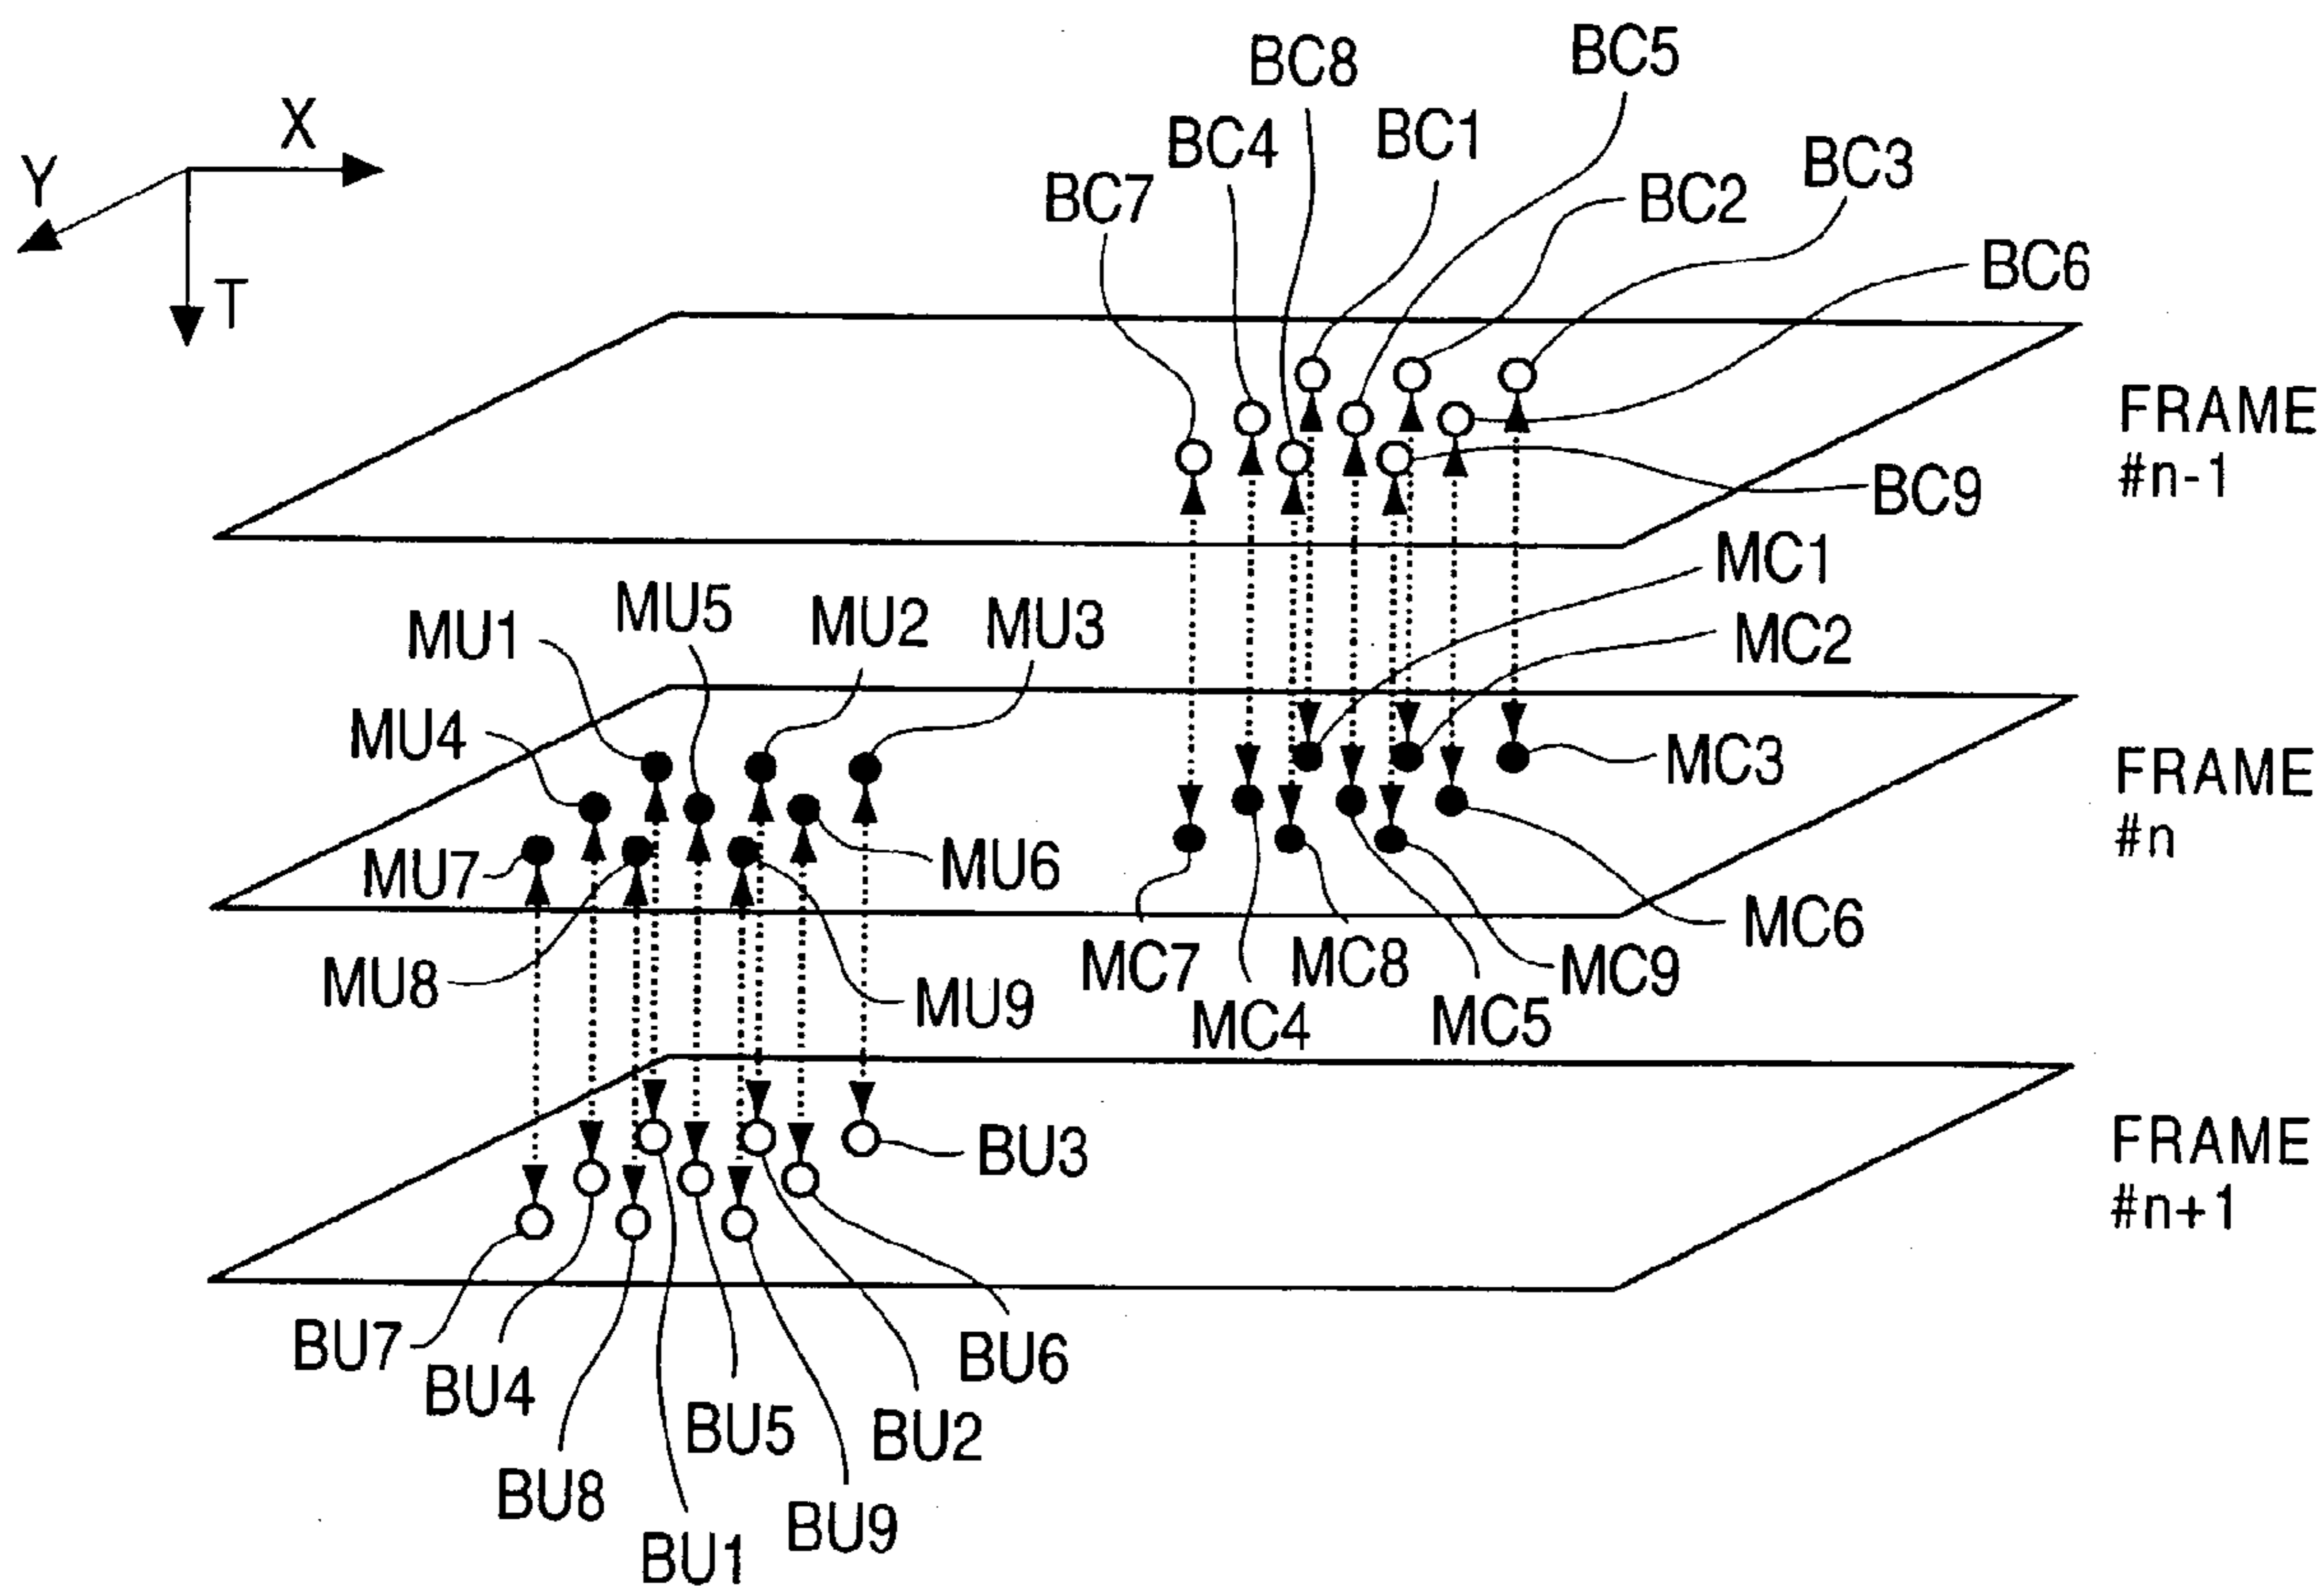 X
Y
T
BC8
BC5
BC4
BC1
BC3
BC7
BC2
BC6
FRAME
#n-1
BC9
MC1
MU5
MU2
MU3
MU1
MC2
MU4
MC3
FRAME
#n
MU7
MU6
MC6
MC7
MC8
MC9
MU8
MU9
MC4
MC5
BU3
FRAME
#n+1
BU7
BU6
BU4
BU5
BU2
BU8
BU9
BU1